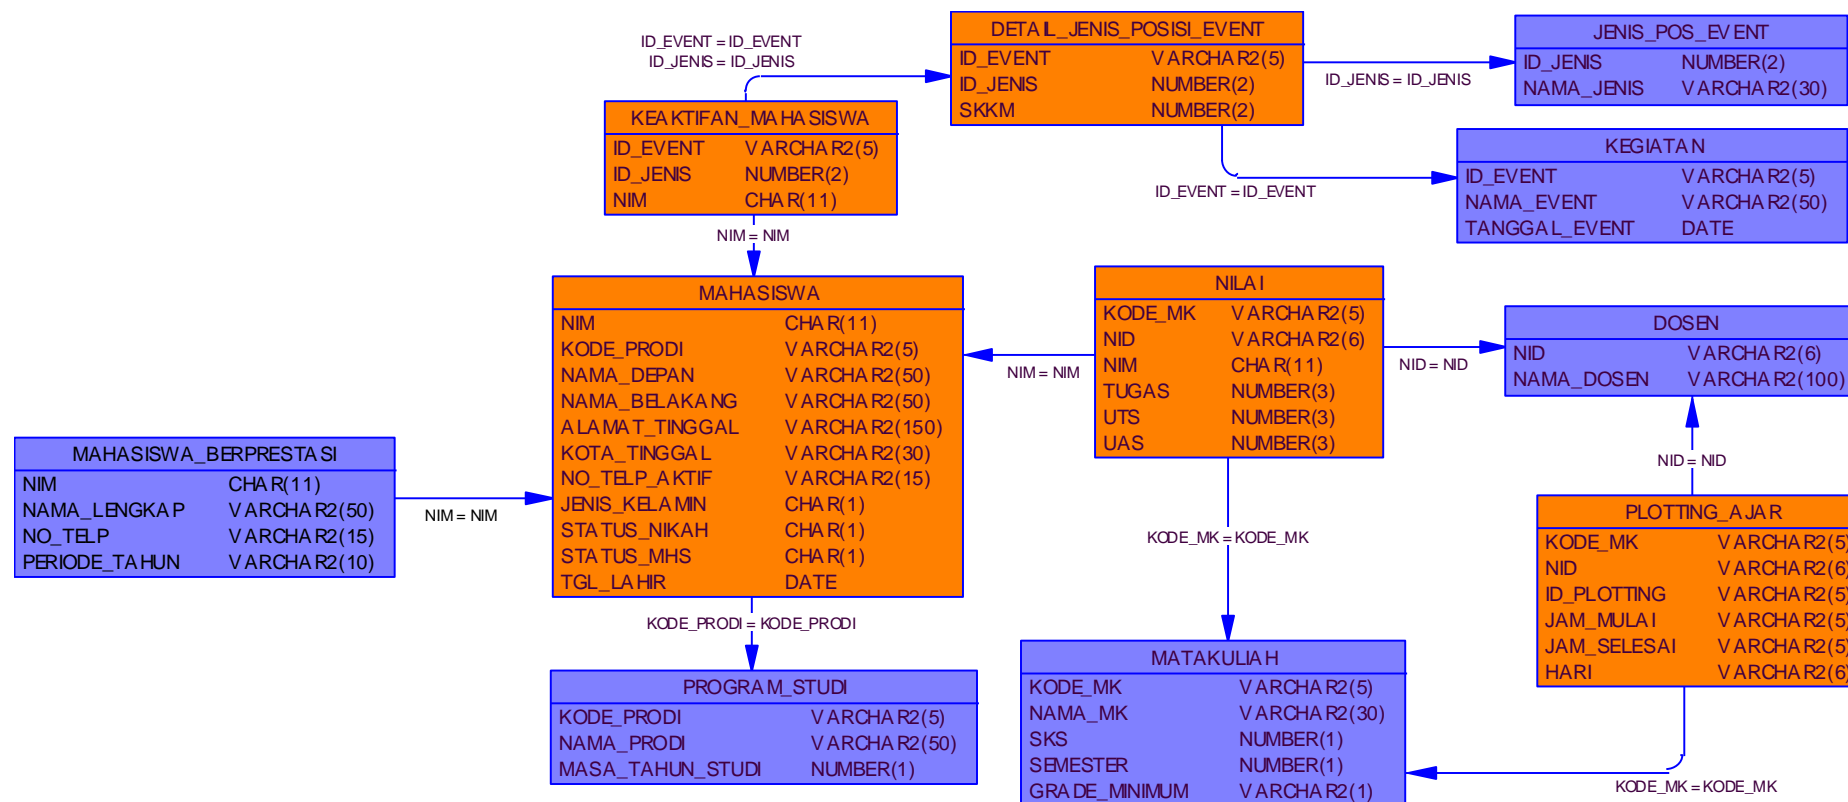 ID_EVENT = ID_EVENT
ID_JENIS = ID_JENIS
DETAIL_JENIS_POSISI_EVENT
ID_EVENT VARCHAR2(5)
ID_JENIS NUMBER(2)
SKKM NUMBER(2)
ID_JENIS = ID_JENIS
JENIS_POS_EVENT
ID_JENIS NUMBER(2)
NAMA_JENIS VARCHAR2(30)
KEAKTIFAN_MAHASISWA
ID_EVENT VARCHAR2(5)
ID_JENIS NUMBER(2)
NIM CHAR(11)
ID_EVENT = ID_EVENT
KEGIATAN
ID_EVENT VARCHAR2(5)
NAMA_EVENT VARCHAR2(50)
TANGGAL_EVENT DATE
NIM = NIM
MAHASISWA
NIM CHAR(11)
KODE_PRODI VARCHAR2(5)
NAMA_DEPAN VARCHAR2(50)
NAMA_BELAKANG VARCHAR2(50)
ALAMAT_TINGGAL VARCHAR2(150)
KOTA_TINGGAL VARCHAR2(30)
NO_TELP_AKTIF VARCHAR2(15)
JENIS_KELAMIN CHAR(1)
STATUS_NIKAH CHAR(1)
STATUS_MHS CHAR(1)
TGL_LAHIR DATE
NIM = NIM
NILAI
KODE_MK VARCHAR2(5)
NID VARCHAR2(6)
NIM CHAR(11)
TUGAS NUMBER(3)
UTS NUMBER(3)
UAS NUMBER(3)
NID = NID
DOSEN
NID VARCHAR2(6)
NAMA_DOSEN VARCHAR2(100)
MAHASISWA_BERPRESTASI
NIM CHAR(11)
NAMA_LENGKAP VARCHAR2(50)
NO_TELP VARCHAR2(15)
PERIODE_TAHUN VARCHAR2(10)
NIM = NIM
NID = NID
PLOTTING_AJAR
KODE_MK VARCHAR2(5)
NID VARCHAR2(6)
ID_PLOTTING VARCHAR2(5)
JAM_MULAI VARCHAR2(5)
JAM_SELESAI VARCHAR2(5)
HARI VARCHAR2(6)
KODE_MK = KODE_MK
KODE_PRODI = KODE_PRODI
PROGRAM_STUDI
KODE_PRODI VARCHAR2(5)
NAMA_PRODI VARCHAR2(50)
MASA_TAHUN_STUDI NUMBER(1)
MATAKULIAH
KODE_MK VARCHAR2(5)
NAMA_MK VARCHAR2(30)
SKS NUMBER(1)
SEMESTER NUMBER(1)
GRADE_MINIMUM VARCHAR2(1)
KODE_MK = KODE_MK